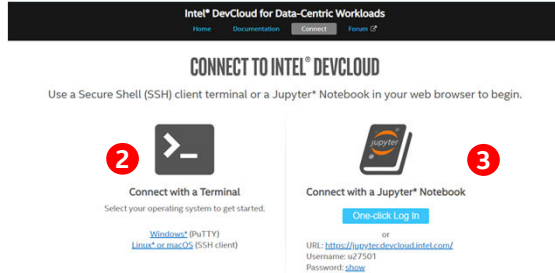 Intel® DevCloud for Data-Centric Workloads
Home Documentation Connect Forum
CONNECT TO INTEL® DEVCLOUD
Use a Secure Shell (SSH) client terminal or a Jupyter* Notebook in your web browser to begin.
2
>_
jupyter
3
Connect with a Terminal
Select your operating system to get started.
Windows* (PuTTY)
Linux* or macOS (SSH client)
Connect with a Jupyter* Notebook
One-click Log In
or
URL: https://jupyter.devcloud.intel.com/
Username: u27501
Password: show